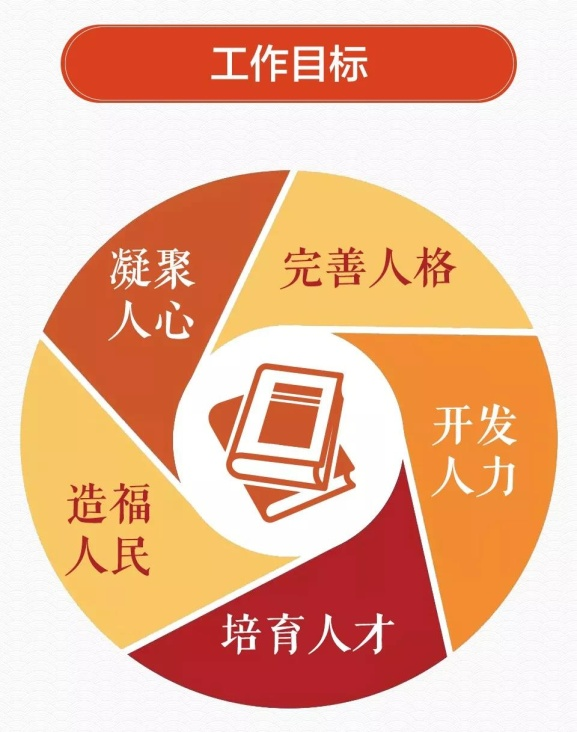 工作目标
凝聚
人心
完善人格
开发
人力
培育人才
造福
人民